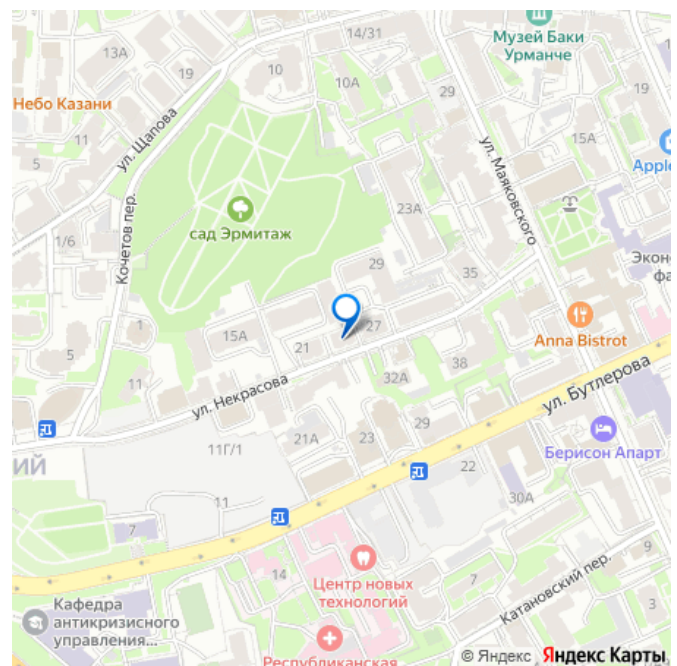 14/31
Музей Баки
Урманче
13А
19
10
10А
29
Небо Казани
11
5
ул. Щапова
ул. Маяковского
15А
Apple
Кочетов пер.
сад Эрмитаж
23А
1/6
29
35
Эконо
фа
1
15А
21
27
Anna Bistrot
5
11
ул. Некрасова
32А
38
ул. Бутлерова
21А
23
29
Берисон Апарт
11Г/1
ИЙ
22
11
30А
7
14
Центр новых
технологий
7
Катановский пер.
9
3
Кафедра
антикризисного
управления...
Республиканская
© Яндекс Яндекс Карты